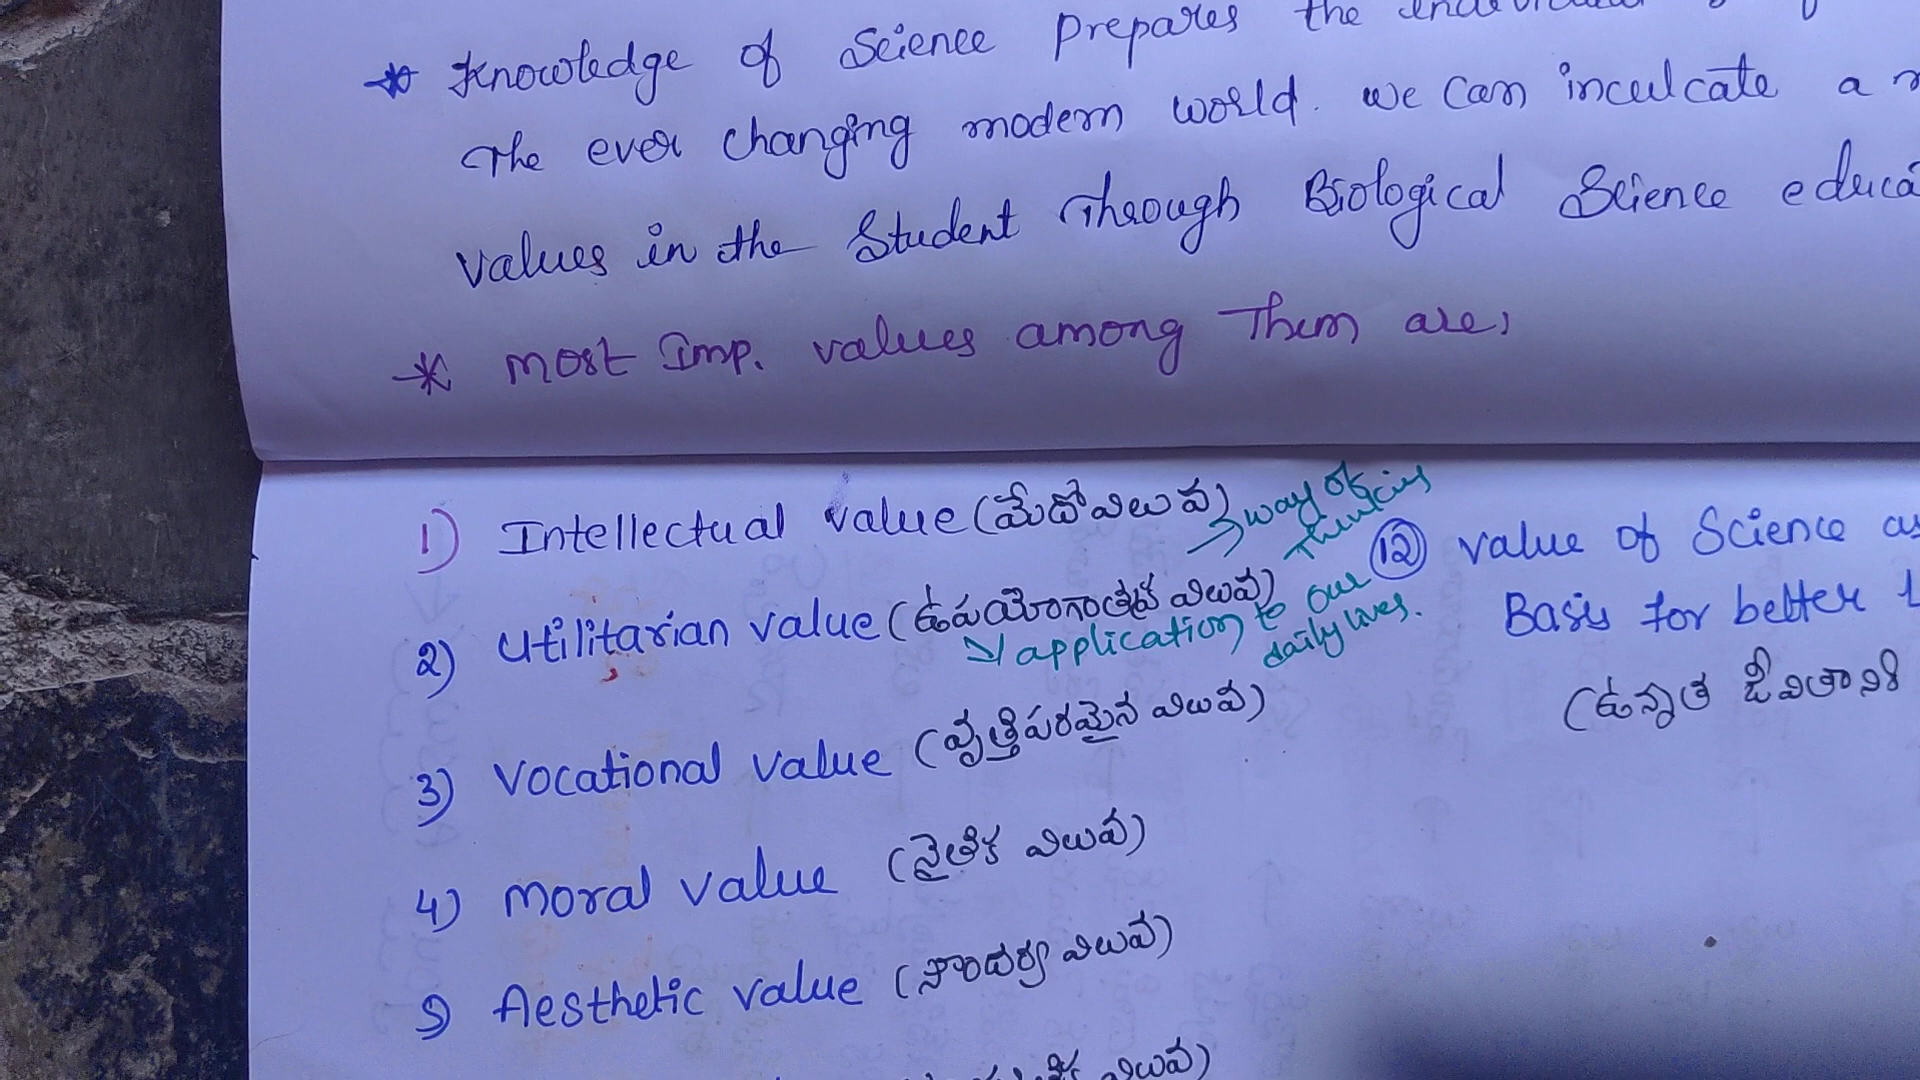 * Knowledge of Science Prepares the
The ever changing modern world. we can inculcate a
values in the Student Through Biological Science
* most Imp. values among Them are,
1) Intellectual value (మేధోవిలువ) → way of Thinking
2) Utilitarian value (ఉపయోగాత్మక విలువ)
→ application to our daily lives.
3) Vocational value (వృత్తిపరమైన విలువ)
4) moral value (నైతిక విలువ)
5) Aesthetic value (సౌందర్య విలువ)
విలువ)
12 value of Science as
Basis for better
(ఉన్నత జీవితానికి